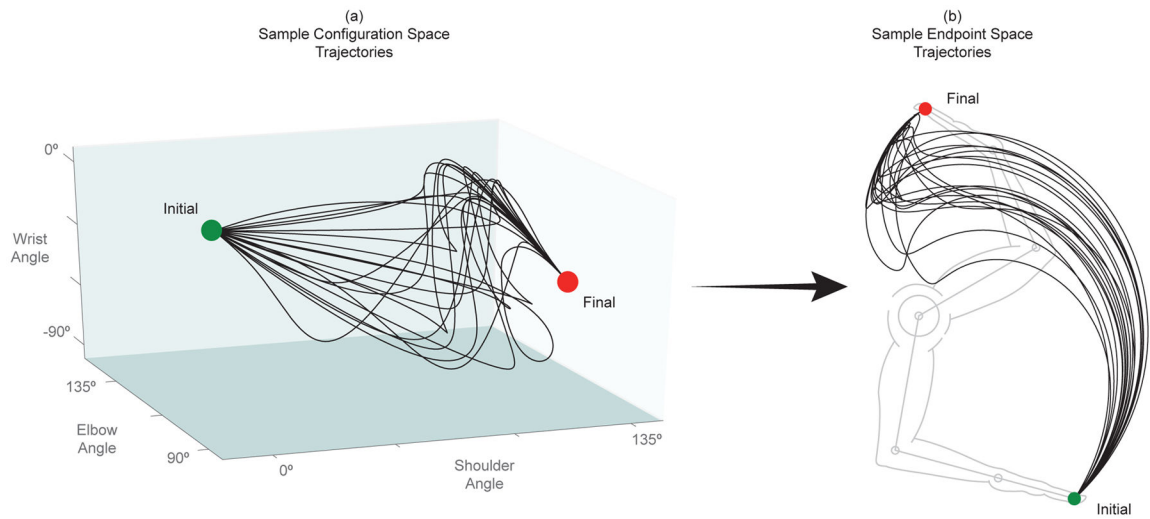 (a)
Sample Configuration Space
Trajectories
0º
Initial
Wrist
Angle
Final
-90º
135º
Elbow
Angle
90º
0º
Shoulder
Angle
135º
(b)
Sample Endpoint Space
Trajectories
Final
Initial